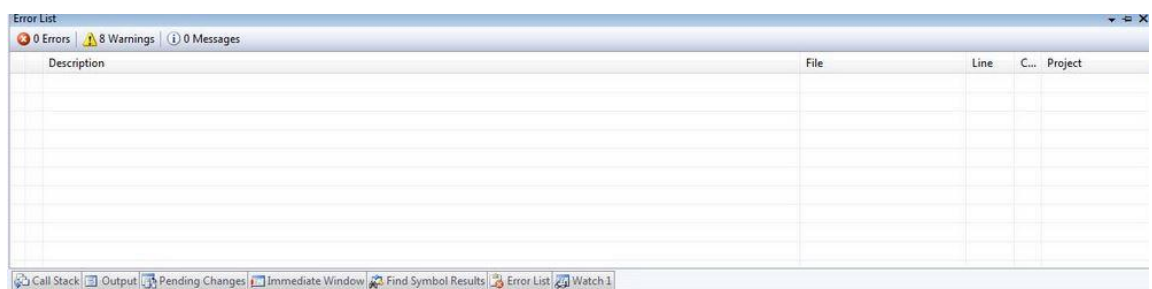 Error List
0 Errors 8 Warnings 0 Messages
Description File Line C... Project
Call Stack Output Pending Changes Immediate Window Find Symbol Results Error List Watch 1